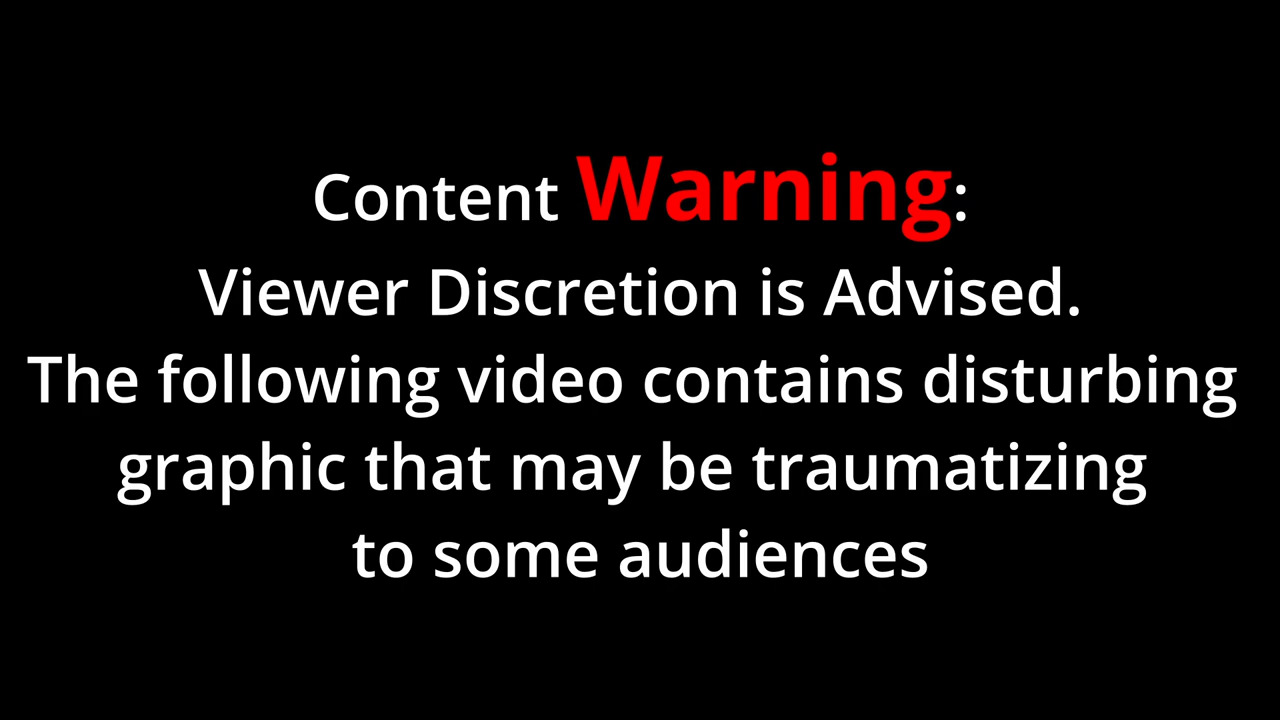 Content Warning:
Viewer Discretion is Advised.
The following video contains disturbing
graphic that may be traumatizing
to some audiences